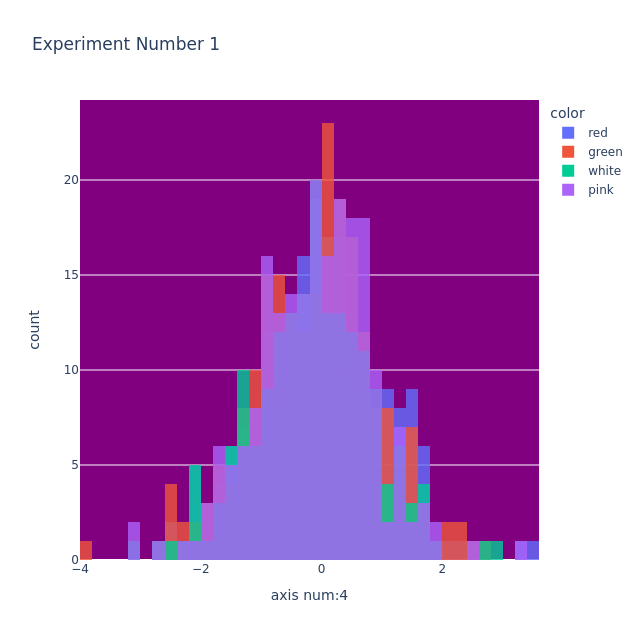 Experiment Number 1
color
red
green
white
pink
count
20
15
10
5
0
−4
−2
0
2
axis num:4